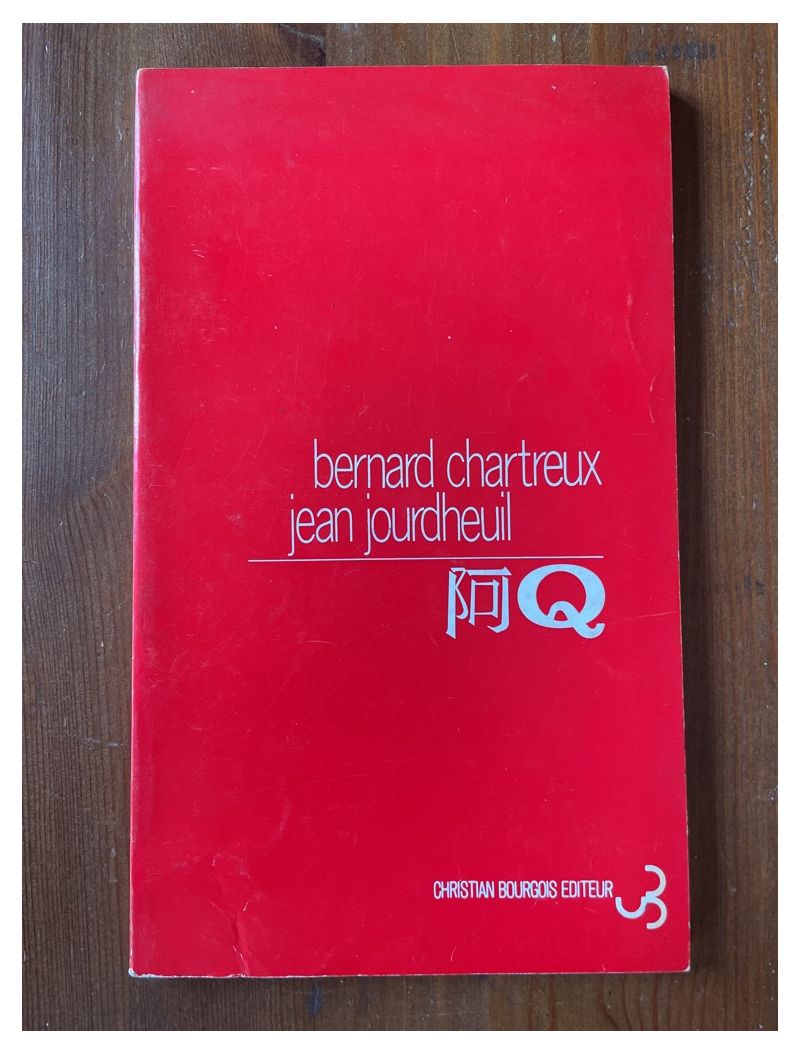 bernard chartreux
jean jourdheuil
阿Q
CHRISTIAN BOURGOIS EDITEUR